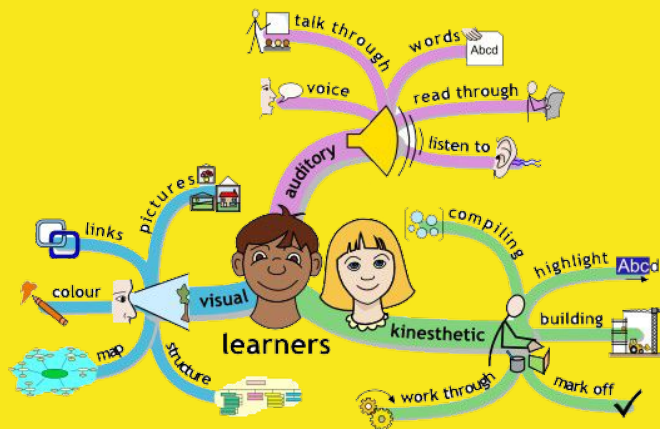 talk through
words
Abcd
voice
read through
listen to
auditory
pictures
links
colour
visual
map
structure
learners
compiling
highlight
Abcd
building
kinesthetic
work through
mark off